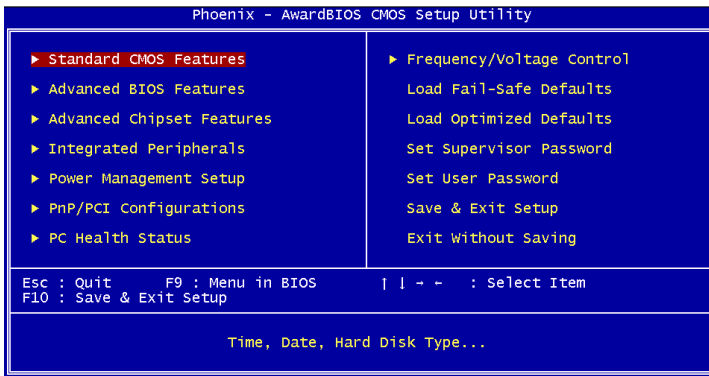 Phoenix - AwardBIOS CMOS Setup Utility
▶ Standard CMOS Features
▶ Advanced BIOS Features
▶ Advanced Chipset Features
▶ Integrated Peripherals
▶ Power Management Setup
▶ PnP/PCI Configurations
▶ PC Health Status
▶ Frequency/Voltage Control
Load Fail-Safe Defaults
Load Optimized Defaults
Set Supervisor Password
Set User Password
Save & Exit Setup
Exit Without Saving
Esc : Quit F9 : Menu in BIOS ↑ ↓ → ← : Select Item
F10 : Save & Exit Setup
Time, Date, Hard Disk Type...